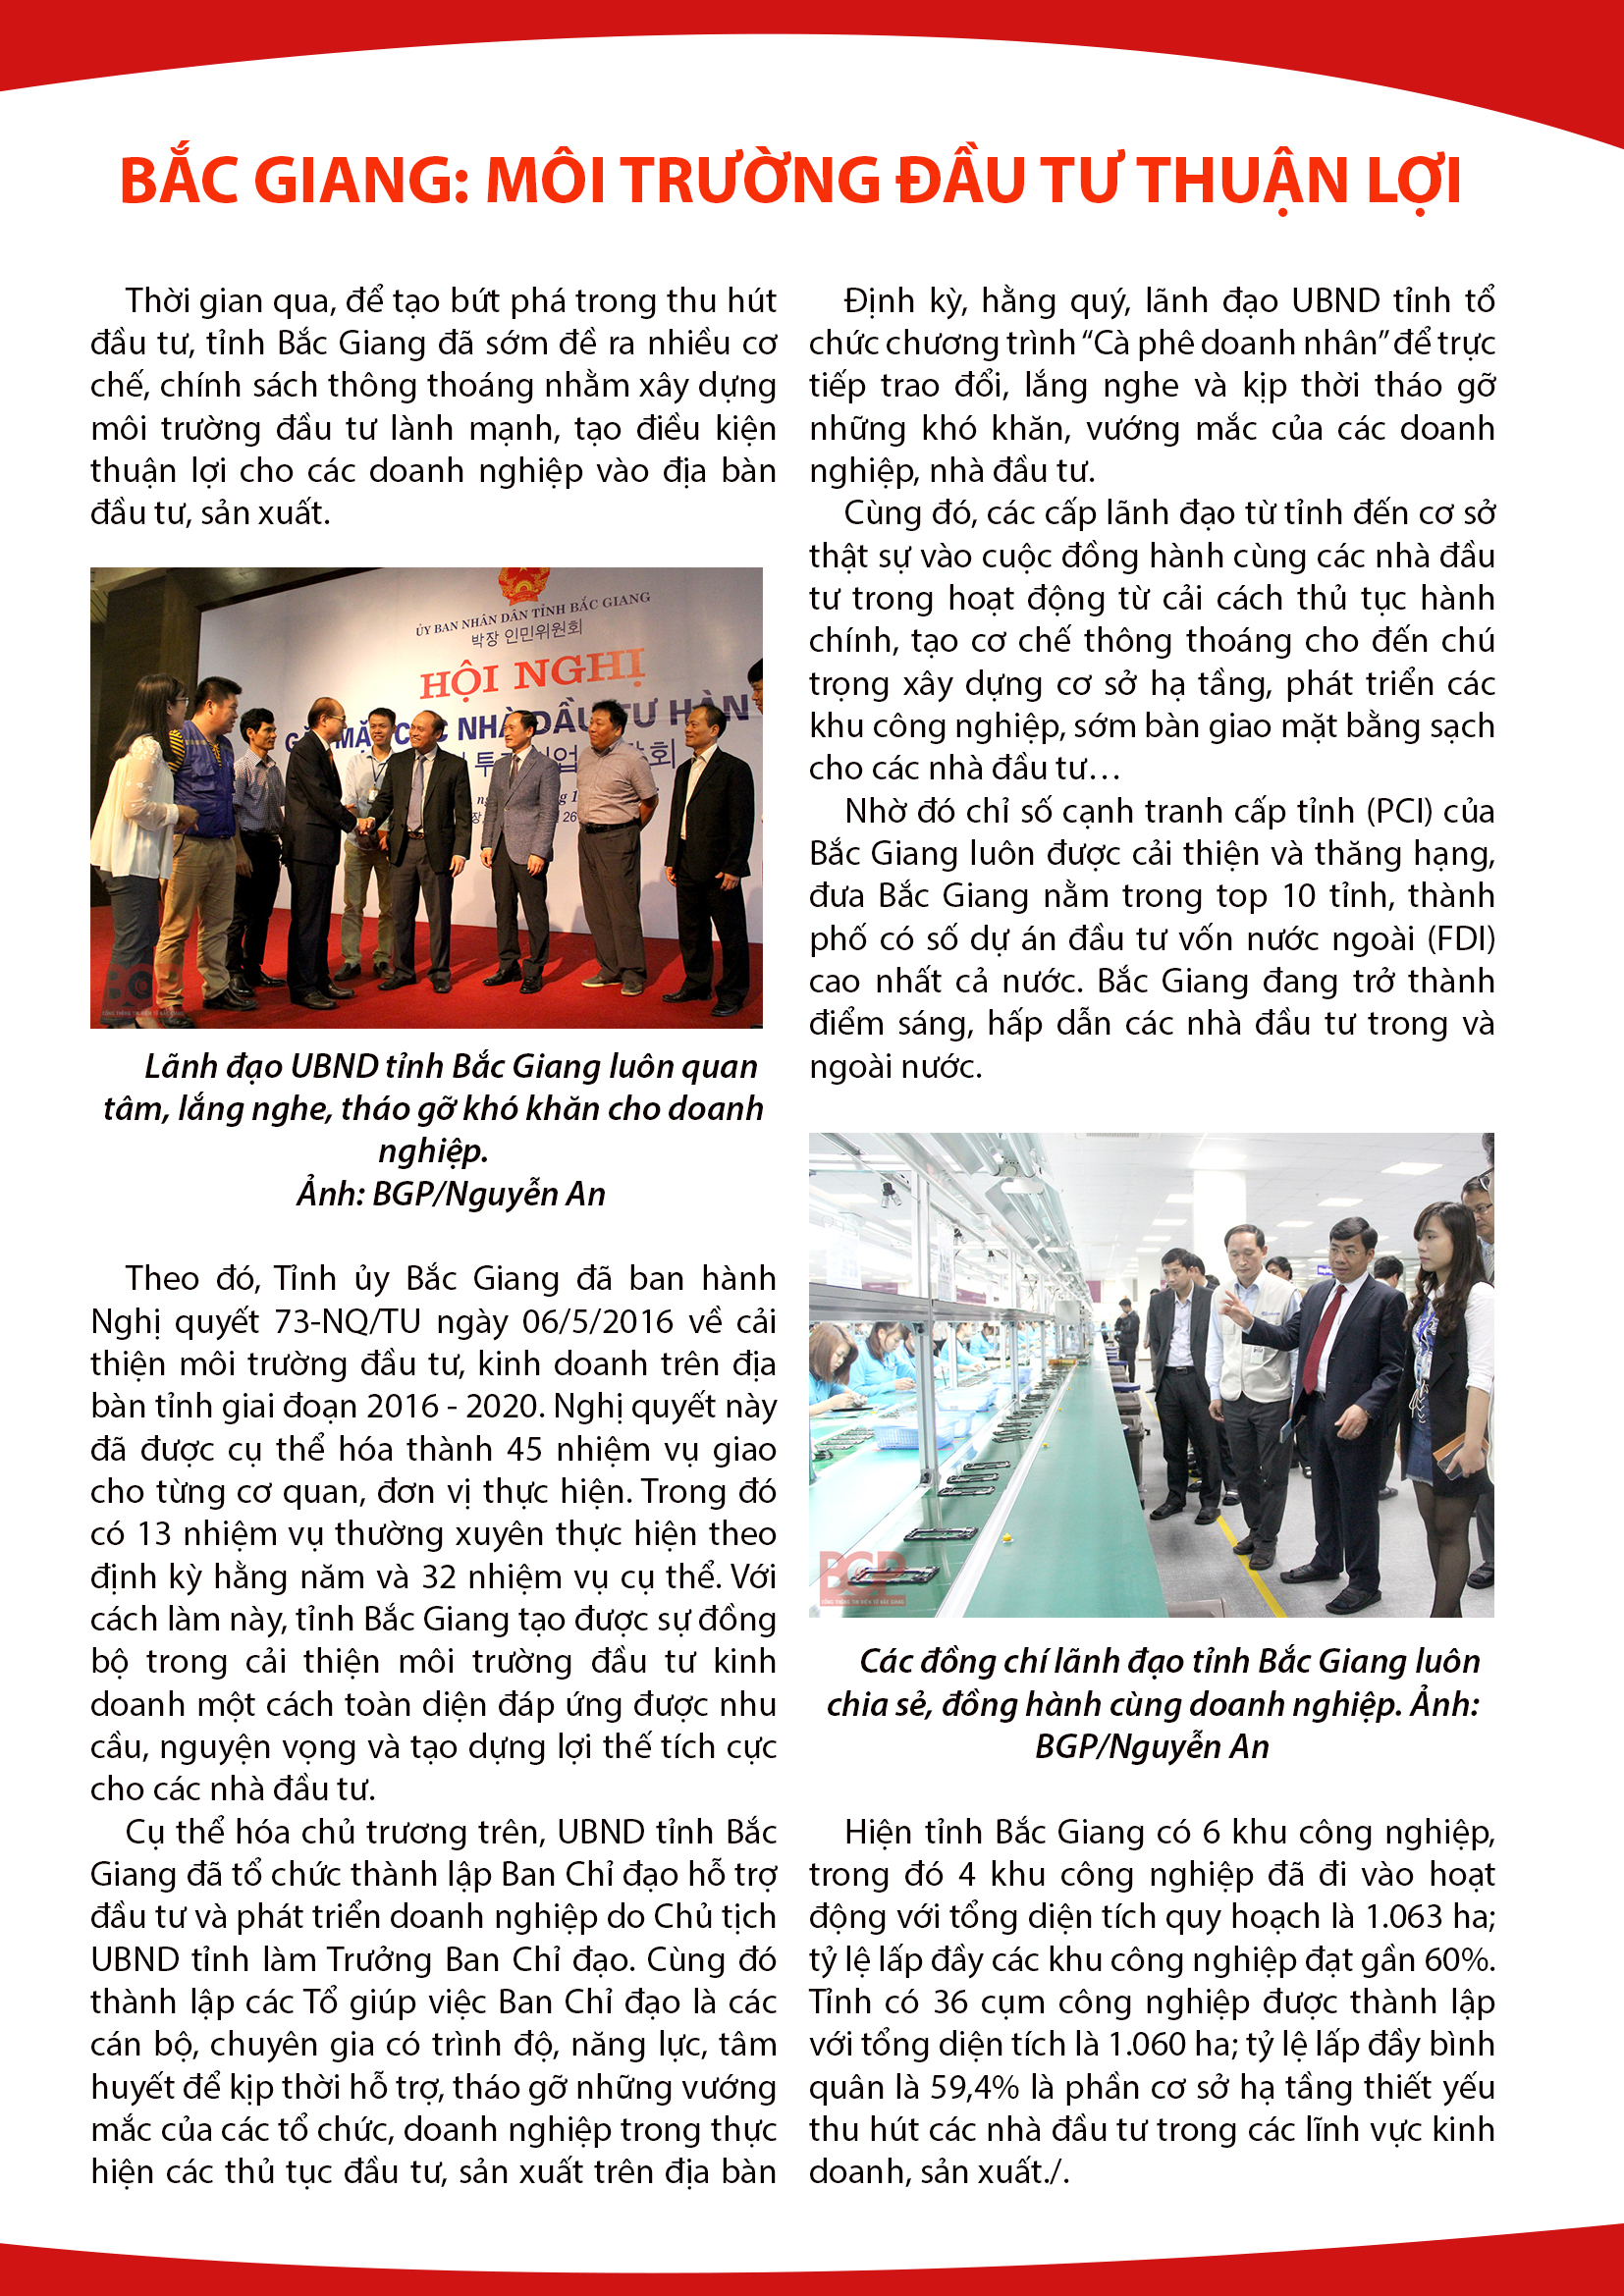 BẮC GIANG: MÔI TRƯỜNG ĐẦU TƯ THUẬN LỢI
Thời gian qua, để tạo bứt phá trong thu hút
đầu tư, tỉnh Bắc Giang đã sớm đề ra nhiều cơ
chế, chính sách thông thoáng nhằm xây dựng
môi trường đầu tư lành mạnh, tạo điều kiện
thuận lợi cho các doanh nghiệp vào địa bàn
đầu tư, sản xuất.
ỦY BAN NHÂN DÂN TỈNH BẮC GIANG
박장 인민위원회
HỘI NGHỊ
NHÀ ĐẦU TƯ HÀN
BGP
CỔNG THÔNG TIN ĐIỆN TỬ BẮC GIANG
Lãnh đạo UBND tỉnh Bắc Giang luôn quan
tâm, lắng nghe, tháo gỡ khó khăn cho doanh
nghiệp.
Ảnh: BGP/Nguyễn An
Theo đó, Tỉnh ủy Bắc Giang đã ban hành
Nghị quyết 73-NQ/TU ngày 06/5/2016 về cải
thiện môi trường đầu tư, kinh doanh trên địa
bàn tỉnh giai đoạn 2016 - 2020. Nghị quyết này
đã được cụ thể hóa thành 45 nhiệm vụ giao
cho từng cơ quan, đơn vị thực hiện. Trong đó
có 13 nhiệm vụ thường xuyên thực hiện theo
định kỳ hằng năm và 32 nhiệm vụ cụ thể. Với
cách làm này, tỉnh Bắc Giang tạo được sự đồng
bộ trong cải thiện môi trường đầu tư kinh
doanh một cách toàn diện đáp ứng được nhu
cầu, nguyện vọng và tạo dựng lợi thế tích cực
cho các nhà đầu tư.
Cụ thể hóa chủ trương trên, UBND tỉnh Bắc
Giang đã tổ chức thành lập Ban Chỉ đạo hỗ trợ
đầu tư và phát triển doanh nghiệp do Chủ tịch
UBND tỉnh làm Trưởng Ban Chỉ đạo. Cùng đó
thành lập các Tổ giúp việc Ban Chỉ đạo là các
cán bộ, chuyên gia có trình độ, năng lực, tâm
huyết để kịp thời hỗ trợ, tháo gỡ những vướng
mắc của các tổ chức, doanh nghiệp trong thực
hiện các thủ tục đầu tư, sản xuất trên địa bàn
Định kỳ, hằng quý, lãnh đạo UBND tỉnh tổ
chức chương trình “Cà phê doanh nhân” để trực
tiếp trao đổi, lắng nghe và kịp thời tháo gỡ
những khó khăn, vướng mắc của các doanh
nghiệp, nhà đầu tư.
Cùng đó, các cấp lãnh đạo từ tỉnh đến cơ sở
thật sự vào cuộc đồng hành cùng các nhà đầu
tư trong hoạt động từ cải cách thủ tục hành
chính, tạo cơ chế thông thoáng cho đến chú
trọng xây dựng cơ sở hạ tầng, phát triển các
khu công nghiệp, sớm bàn giao mặt bằng sạch
cho các nhà đầu tư…
Nhờ đó chỉ số cạnh tranh cấp tỉnh (PCI) của
Bắc Giang luôn được cải thiện và thăng hạng,
đưa Bắc Giang nằm trong top 10 tỉnh, thành
phố có số dự án đầu tư vốn nước ngoài (FDI)
cao nhất cả nước. Bắc Giang đang trở thành
điểm sáng, hấp dẫn các nhà đầu tư trong và
ngoài nước.
BGP
CỔNG THÔNG TIN ĐIỆN TỬ BẮC GIANG
Các đồng chí lãnh đạo tỉnh Bắc Giang luôn
chia sẻ, đồng hành cùng doanh nghiệp. Ảnh:
BGP/Nguyễn An
Hiện tỉnh Bắc Giang có 6 khu công nghiệp,
trong đó 4 khu công nghiệp đã đi vào hoạt
động với tổng diện tích quy hoạch là 1.063 ha;
tỷ lệ lấp đầy các khu công nghiệp đạt gần 60%.
Tỉnh có 36 cụm công nghiệp được thành lập
với tổng diện tích là 1.060 ha; tỷ lệ lấp đầy bình
quân là 59,4% là phần cơ sở hạ tầng thiết yếu
thu hút các nhà đầu tư trong các lĩnh vực kinh
doanh, sản xuất./.